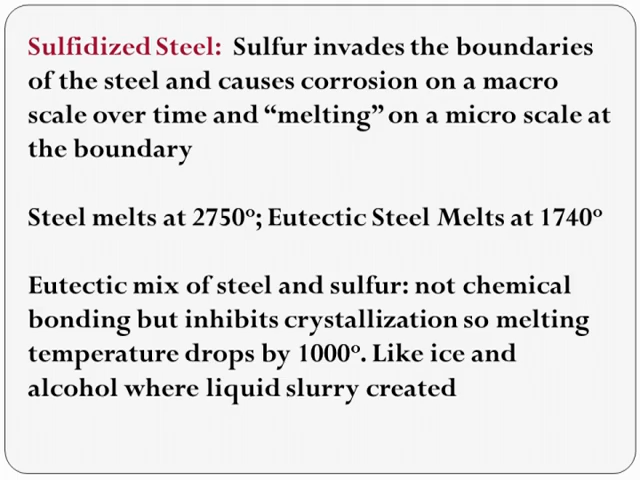 Sulfidized Steel: Sulfur invades the boundaries
of the steel and causes corrosion on a macro
scale over time and “melting” on a micro scale at
the boundary
Steel melts at 2750°; Eutectic Steel Melts at 1740°
Eutectic mix of steel and sulfur: not chemical
bonding but inhibits crystallization so melting
temperature drops by 1000°. Like ice and
alcohol where liquid slurry created